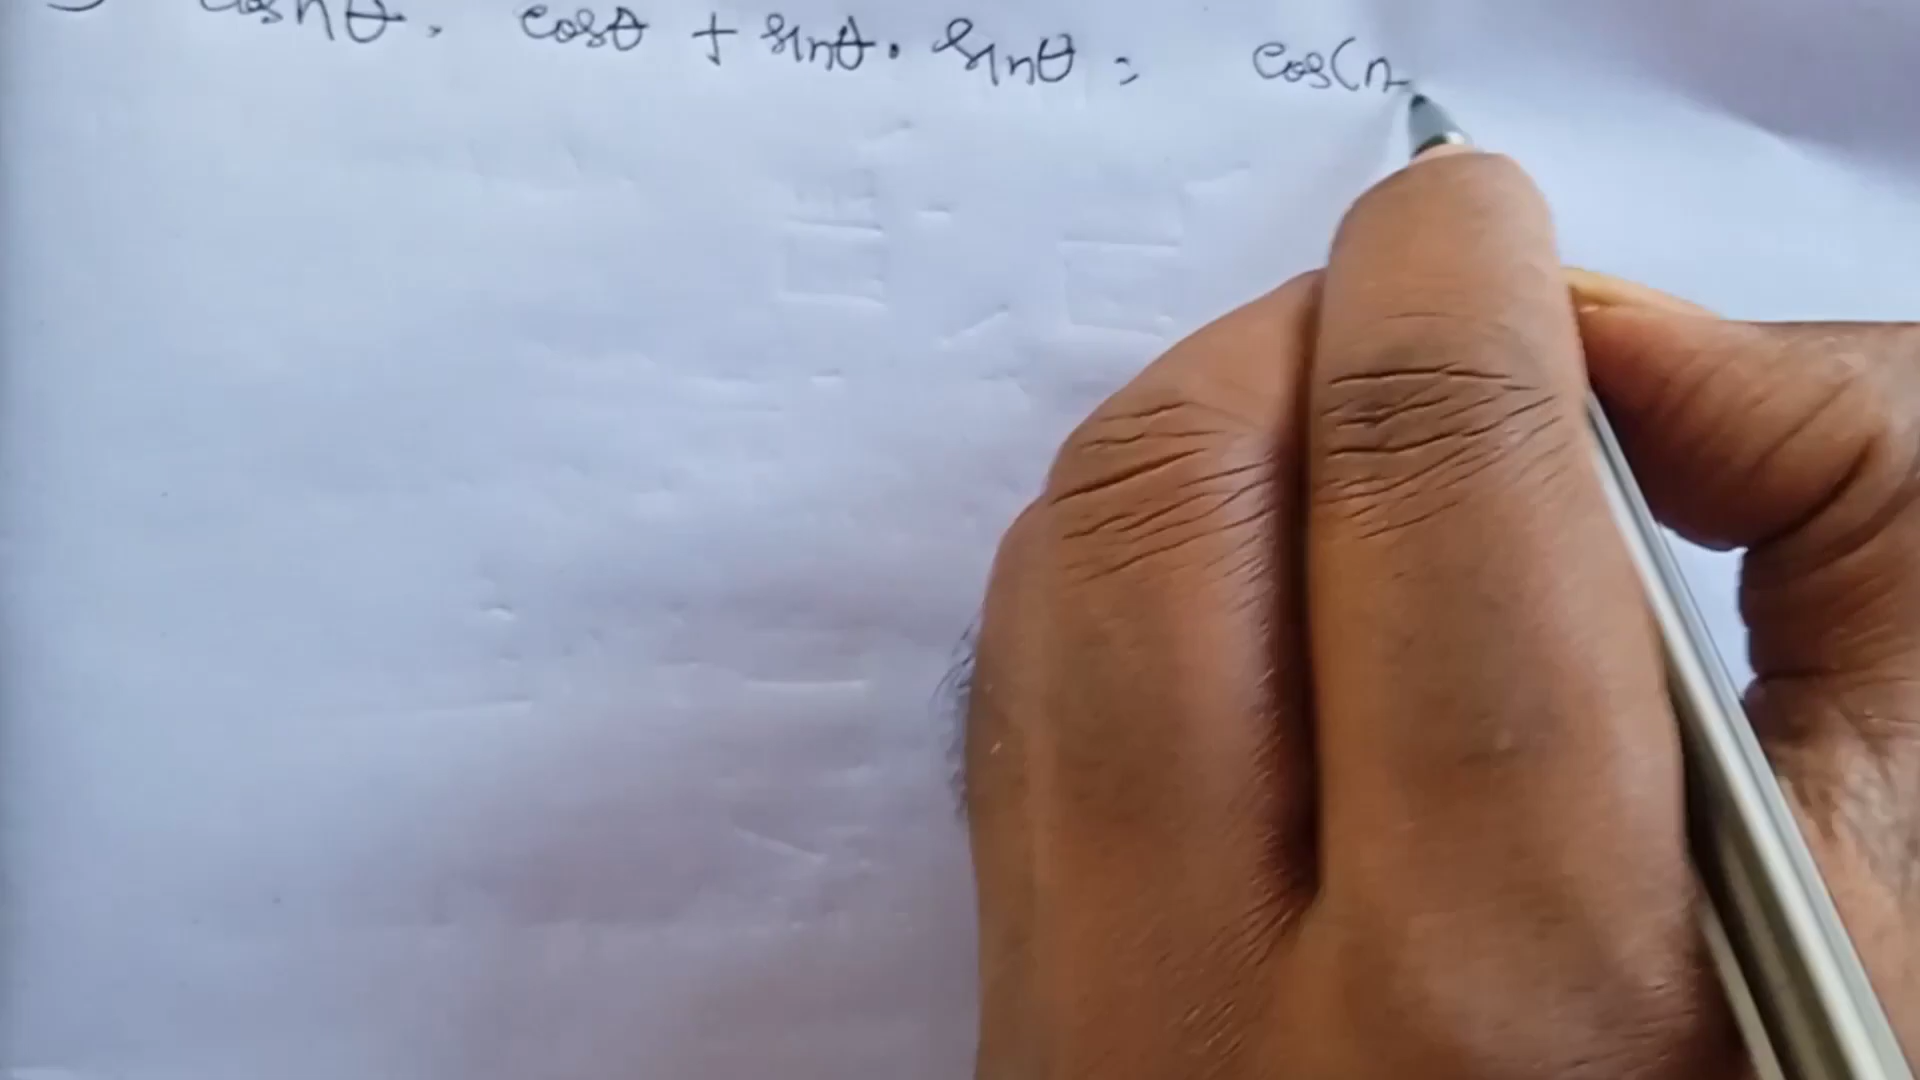 cosnθ. cosθ + sinθ. sinθ = cos(n-